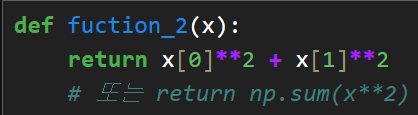 def fuction_2(x):
    return x[0]**2 + x[1]**2
    # 또는 return np.sum(x**2)